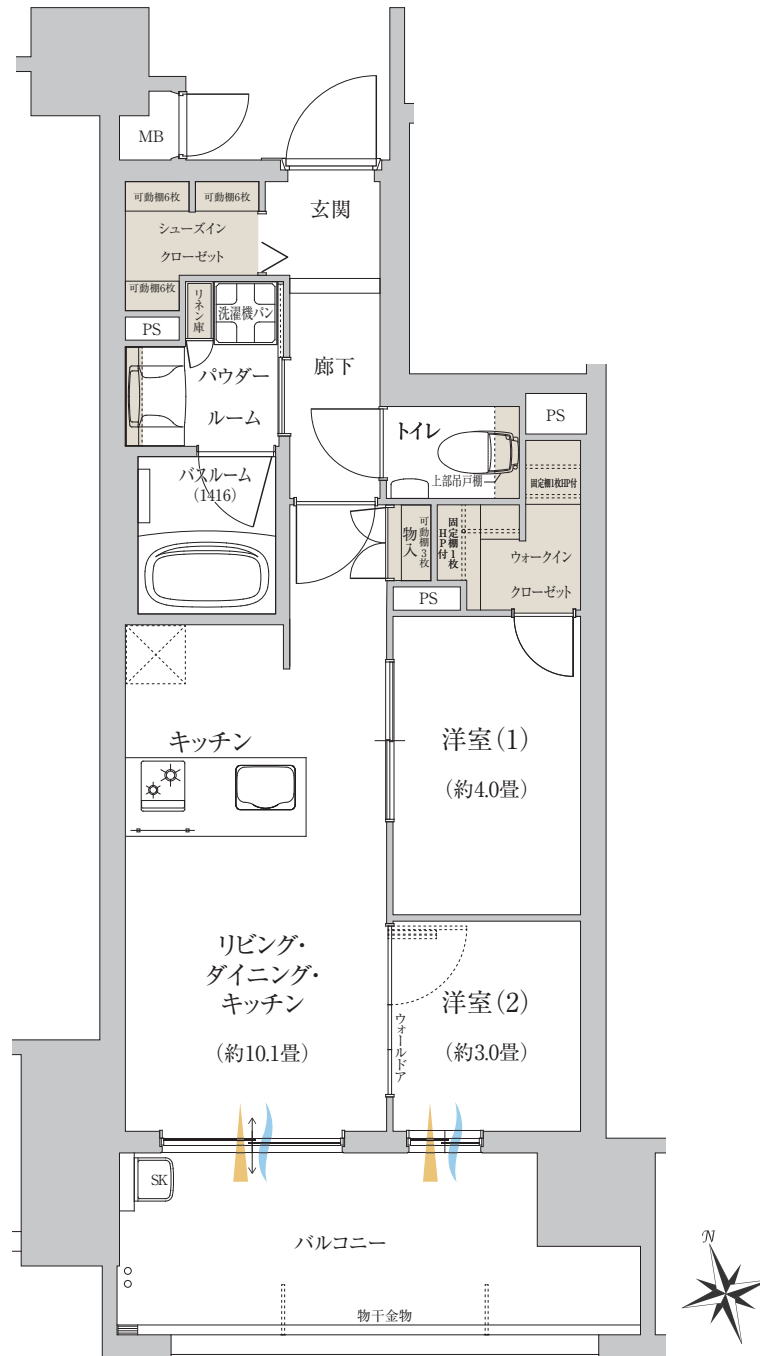 MB
可動棚6枚
可動棚6枚
玄関
シューズイン
クローゼット
可動棚6枚
リネン庫
洗濯機パン
PS
廊下
パウダー
ルーム
トイレ
PS
上部吊戸棚
バスルーム
(1416)
固定棚1枚HP付
物入
可動棚3枚
固定棚1枚
HP付
ウォークイン
クローゼット
PS
キッチン
洋室(1)
(約4.0畳)
リビング・
ダイニング・
キッチン
(約10.1畳)
洋室(2)
(約3.0畳)
ウォールドア
SK
バルコニー
物干金物
N